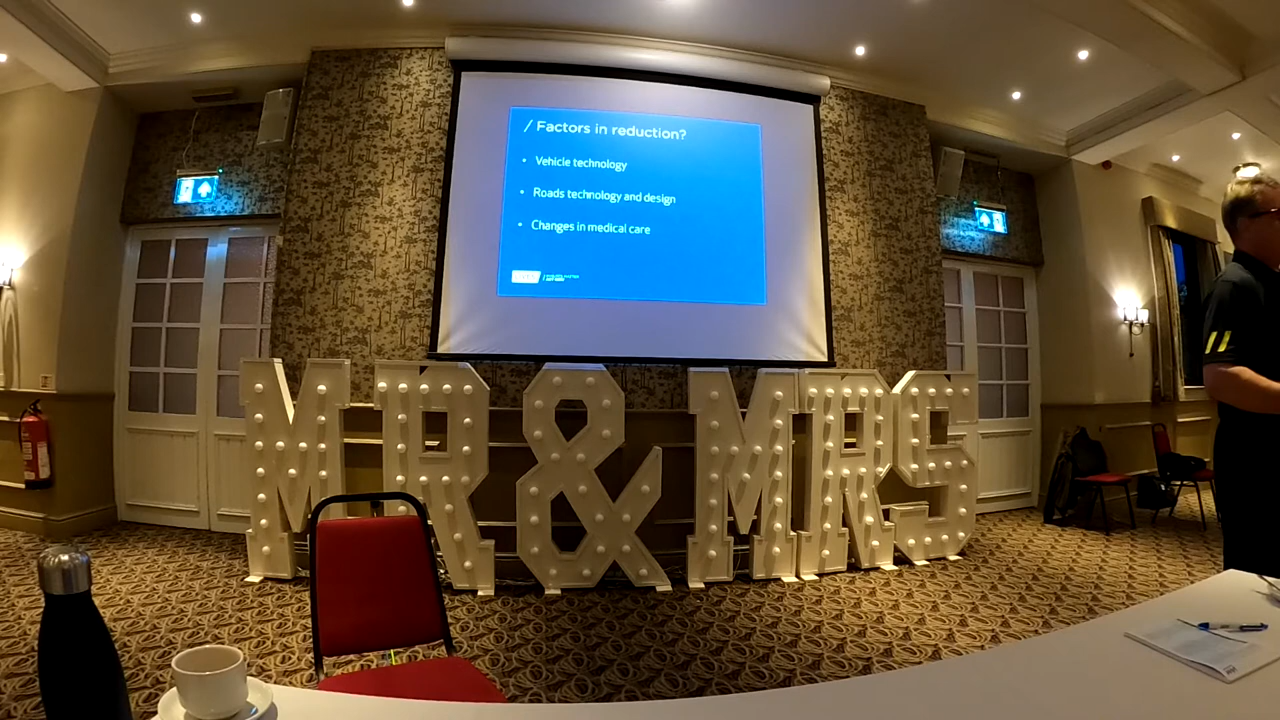 / Factors in reduction?
• Vehicle technology
• Roads technology and design
• Changes in medical care
MR & MRS